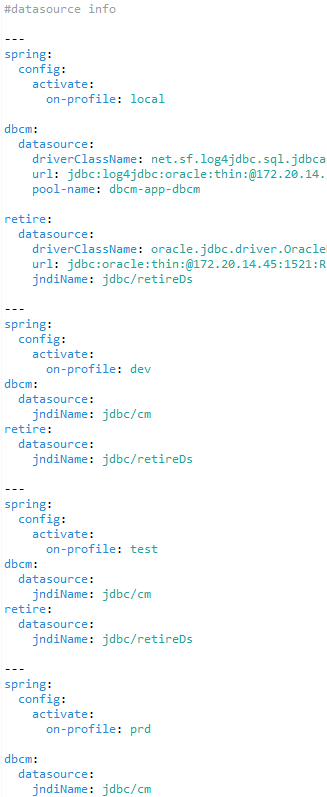 #datasource info
---
spring:
  config:
    activate:
      on-profile: local
dbcm:
  datasource:
    driverClassName: net.sf.log4jdbc.sql.jdbca
    url: jdbc:log4jdbc:oracle:thin:@172.20.14.
    pool-name: dbcm-app-dbcm
retire:
  datasource:
    driverClassName: oracle.jdbc.driver.Oracle
    url: jdbc:oracle:thin:@172.20.14.45:1521:R
    jndiName: jdbc/retireDs
---
spring:
  config:
    activate:
      on-profile: dev
dbcm:
  datasource:
    jndiName: jdbc/cm
retire:
  datasource:
    jndiName: jdbc/retireDs
---
spring:
  config:
    activate:
      on-profile: test
dbcm:
  datasource:
    jndiName: jdbc/cm
retire:
  datasource:
    jndiName: jdbc/retireDs
---
spring:
  config:
    activate:
      on-profile: prd
dbcm:
  datasource:
    jndiName: jdbc/cm